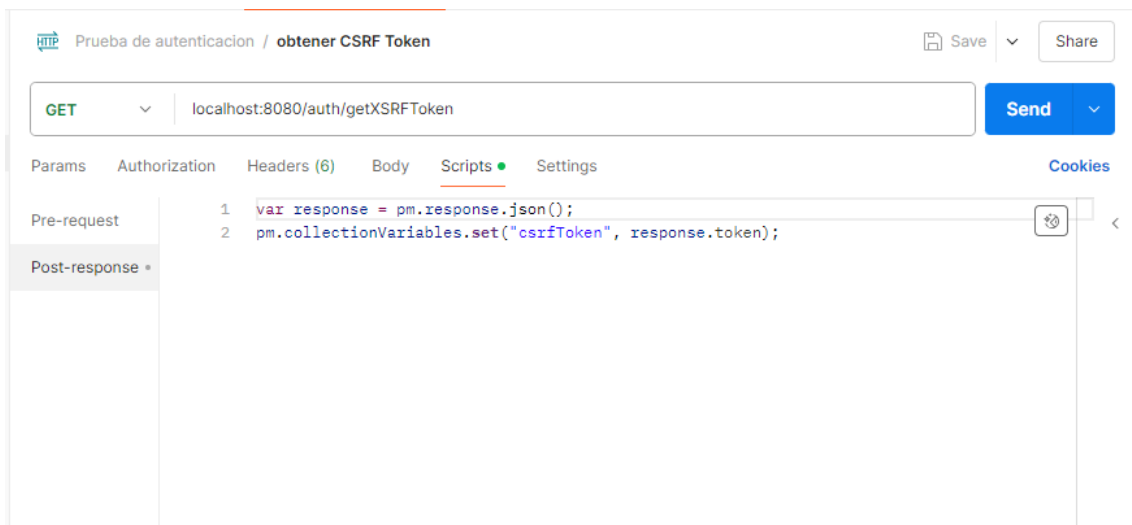 HTTP Prueba de autenticacion / obtener CSRF Token Save Share
GET localhost:8080/auth/getXSRFToken Send
Params Authorization Headers (6) Body Scripts Settings Cookies
Pre-request
Post-response
1 var response = pm.response.json();
2 pm.collectionVariables.set("csrfToken", response.token);